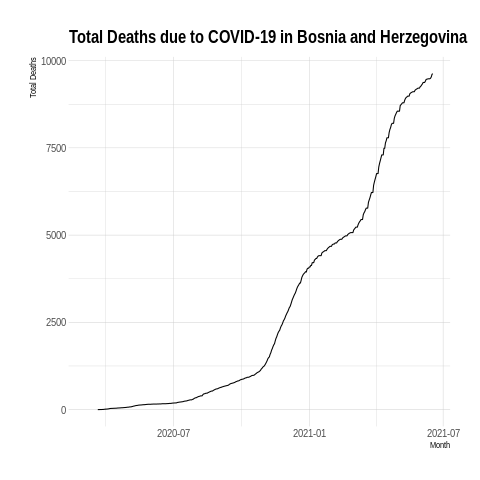 Total Deaths due to COVID-19 in Bosnia and Herzegovina
Total Deaths
10000
7500
5000
2500
0
2020-07
2021-01
2021-07
Month